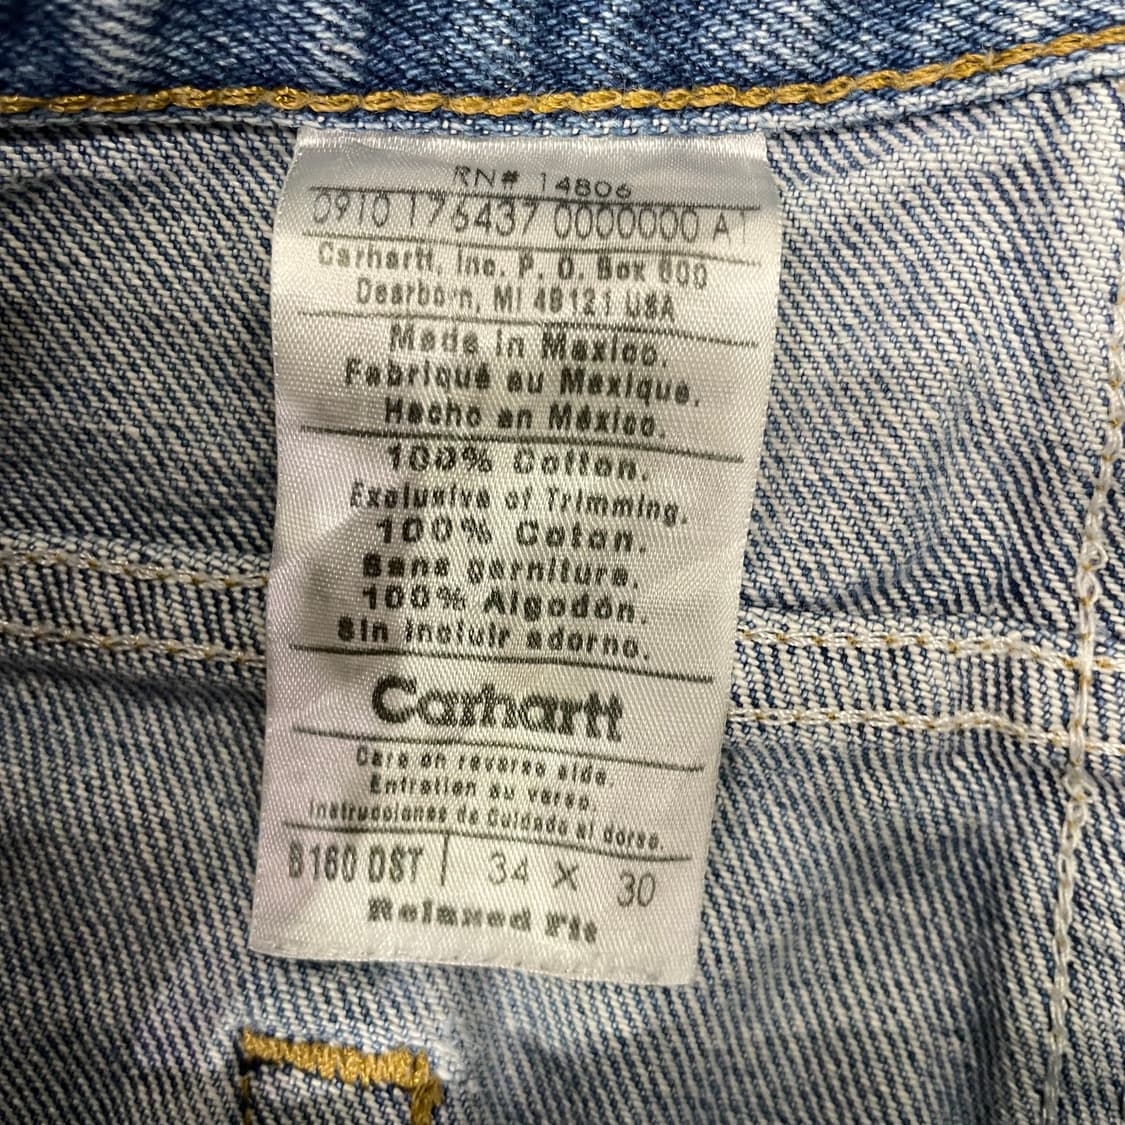 RN# 14806
0910 176437 0000000 A1
Carhartt, Inc. P. O. Box 600
Dearborn, MI 48121 USA
Made in Mexico.
Fabriqué au Mexique.
Hecho en México.
100% Cotton.
Exclusive of Trimming.
100% Coton.
Sans garniture.
100% Algodón.
Sin incluir adorno.
Carhartt
Care on reverse side.
Entretien au verso.
Instrucciones de Cuidado al dorso.
B160 DST 34 X 30
Relaxed Fit